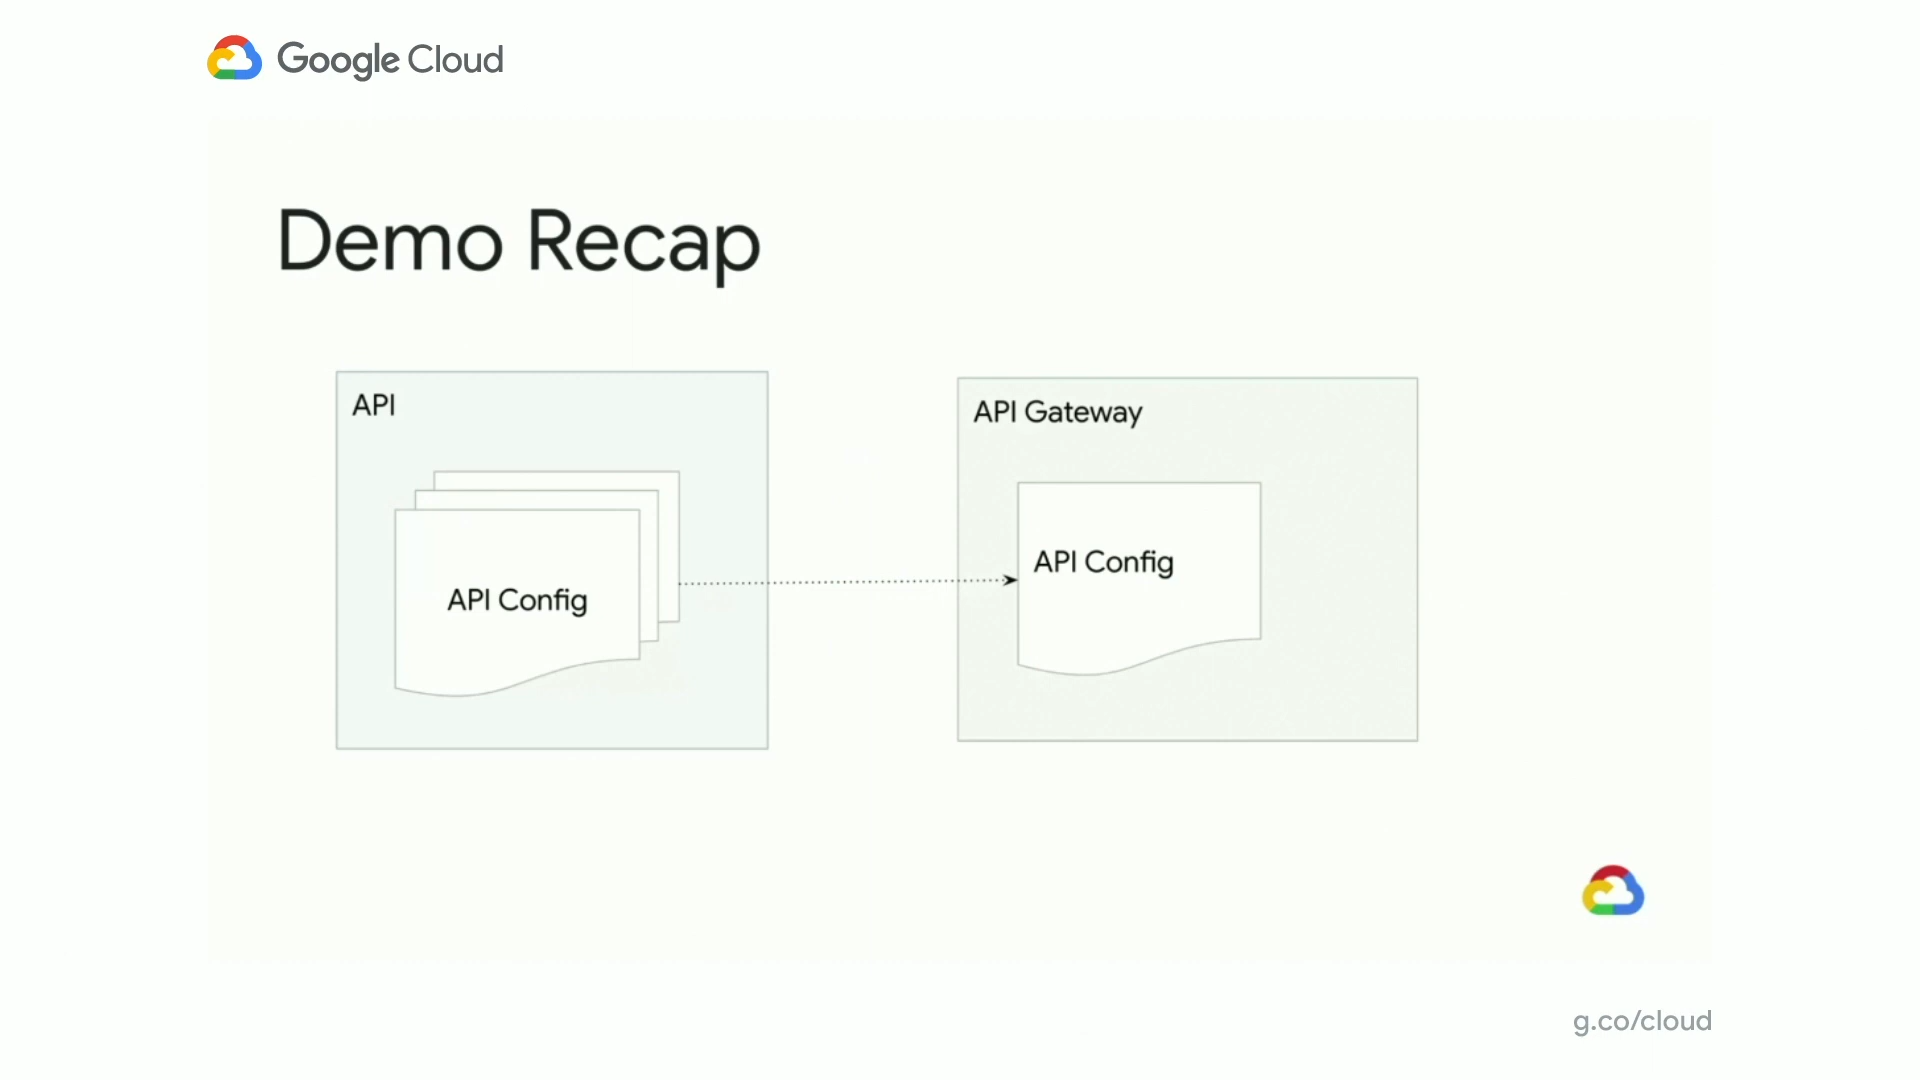 Google Cloud
Demo Recap
API
API Config
API Gateway
API Config
g.co/cloud